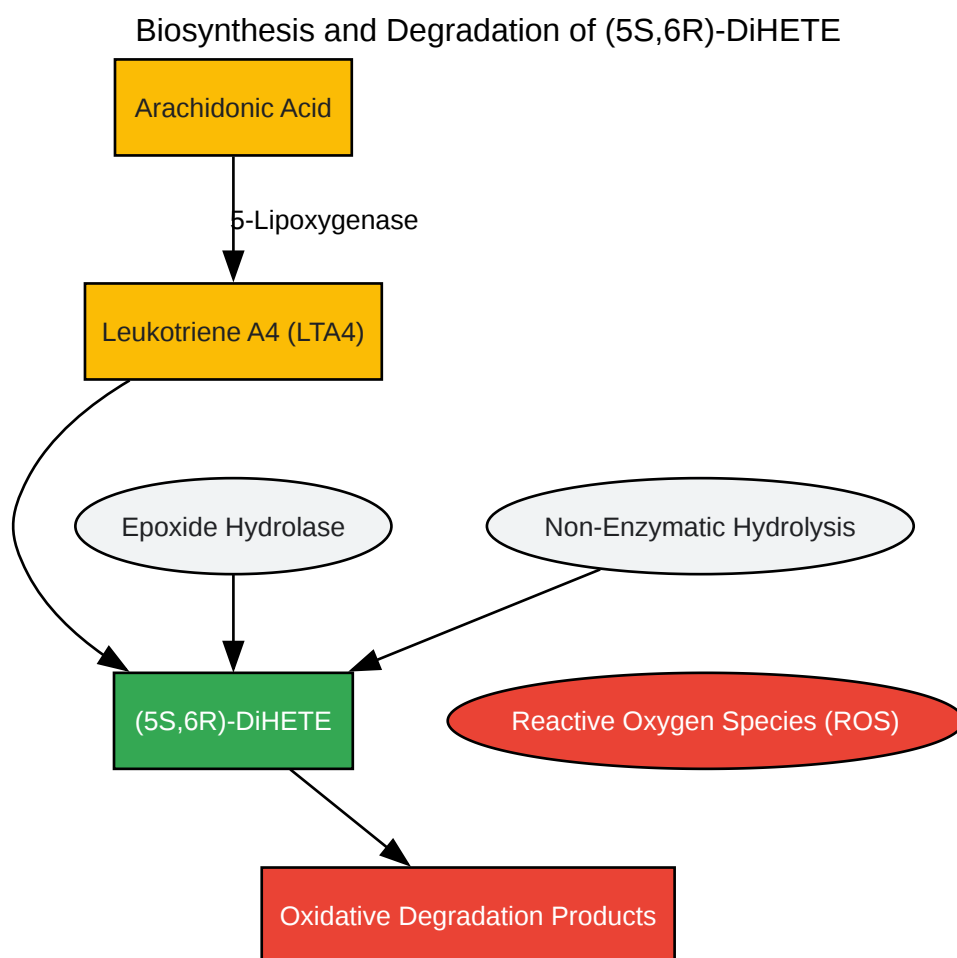 Biosynthesis and Degradation of (5S,6R)-DiHETE
Arachidonic Acid
5-Lipoxygenase
Leukotriene A4 (LTA4)
Epoxide Hydrolase
Non-Enzymatic Hydrolysis
(5S,6R)-DiHETE
Reactive Oxygen Species (ROS)
Oxidative Degradation Products